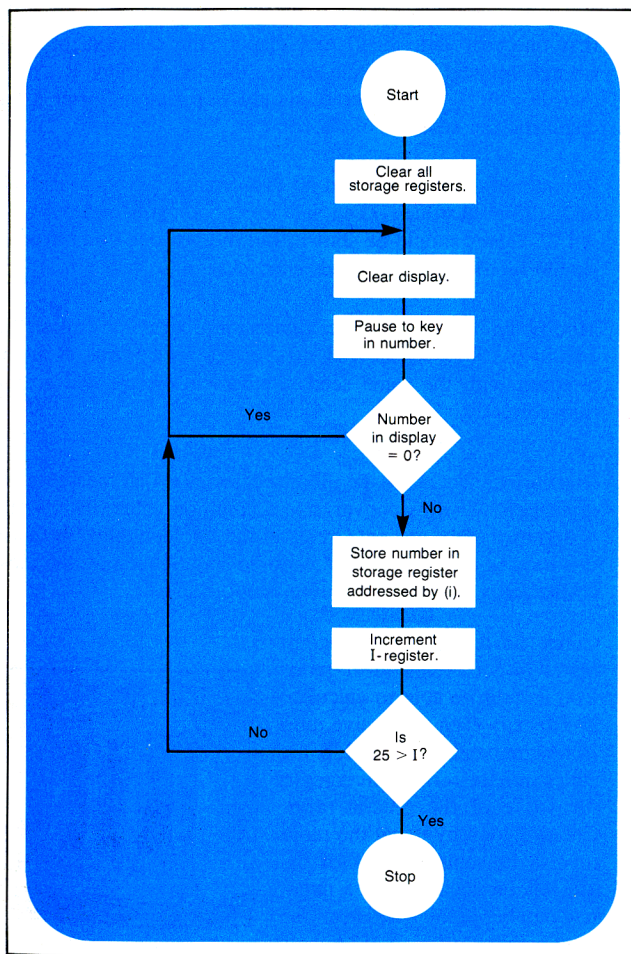 Start
Clear all
storage registers.
Clear display.
Pause to key
in number.
Yes
Number
in display
= 0?
No
Store number in
storage register
addressed by (i).
Increment
I-register.
No
Is
25 > I?
Yes
Stop